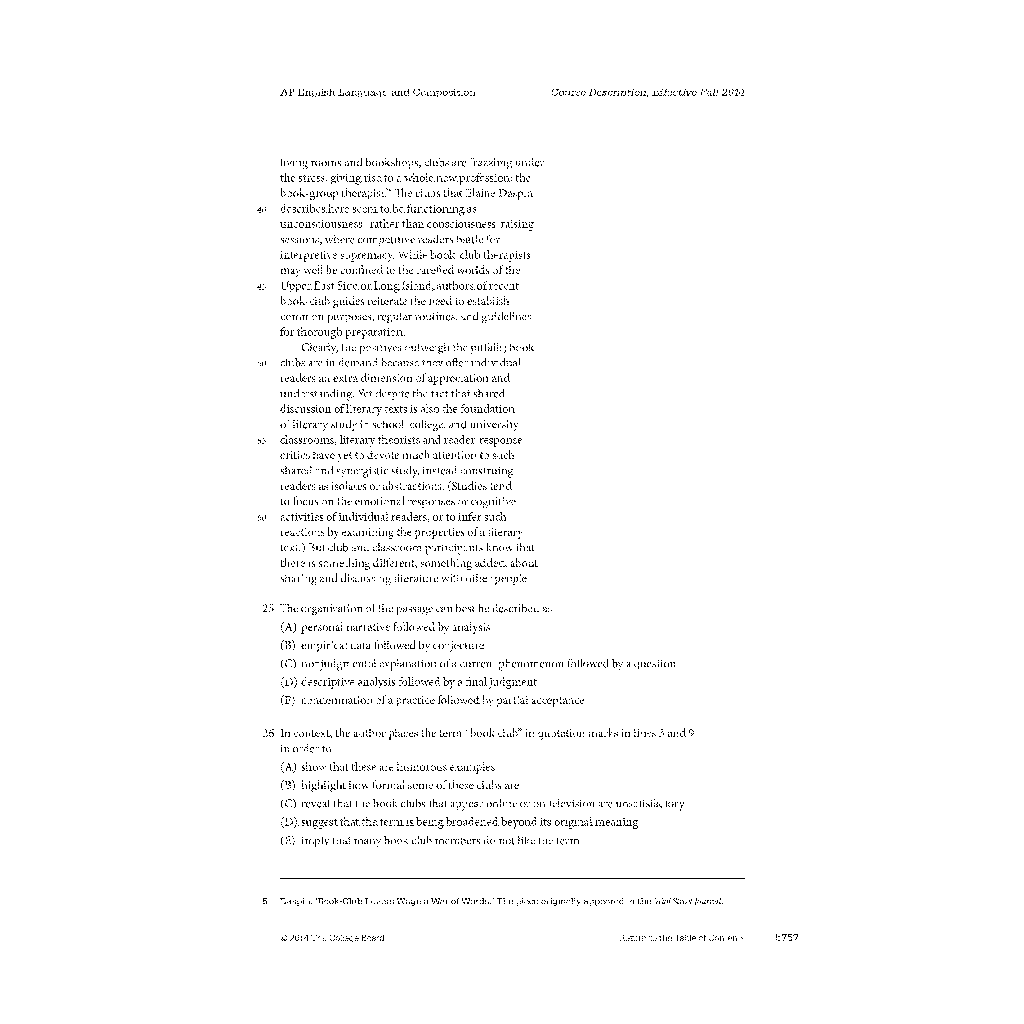 AP English Language and Composition
Course Description, Effective Fall 2014
living rooms and bookshops, clubs are frazzling under
the stress, giving rise to a whole new profession: the
book-group therapist.” The clubs that Elaine Daspin
40 describes here seem to be functioning as
unconsciousness- rather than consciousness-raising
sessions, where competitive readers battle for
interpretive supremacy. While book-club therapists
may well be confined to the rarefied worlds of the
45 Upper East Side or Long Island, authors of recent
book-club guides reiterate the need to establish
common purposes, regular routines, and guidelines
for thorough preparation.
Clearly, the positives outweigh the pitfalls; book
50 clubs are in demand because they offer individual
readers an extra dimension of appreciation and
understanding. Yet despite the fact that shared
discussion of literary texts is also the foundation
of literary study in school, college, and university
55 classrooms, literary theorists and reader-response
critics have yet to devote much attention to such
shared and synergistic study, instead construing
readers as isolates or abstractions. (Studies tend
to focus on the emotional responses or cognitive
60 activities of individual readers, or to infer such
reactions by examining the properties of a literary
text.) But club and classroom participants know that
there is something different, something added, about
sharing and discussing literature with other people.
25. The organization of the passage can best be described as
(A) personal narrative followed by analysis
(B) empirical data followed by conjecture
(C) nonjudgmental explanation of a current phenomenon followed by a question
(D) descriptive analysis followed by a final judgment
(E) condemnation of a practice followed by partial acceptance
26. In context, the author places the term “book club” in quotation marks in lines 3 and 9
in order to
(A) show that these are humorous examples
(B) highlight how formal some of these clubs are
(C) reveal that the book clubs that appear online or on television are unsatisfactory
(D) suggest that the term is being broadened beyond its original meaning
(E) imply that many book club members do not like the term
5 Daspin, “Book-Club Lovers Wage a War of Words.” The piece originally appeared in the Wall Street Journal.
© 2014 The College Board
Return to the Table of Contents
57